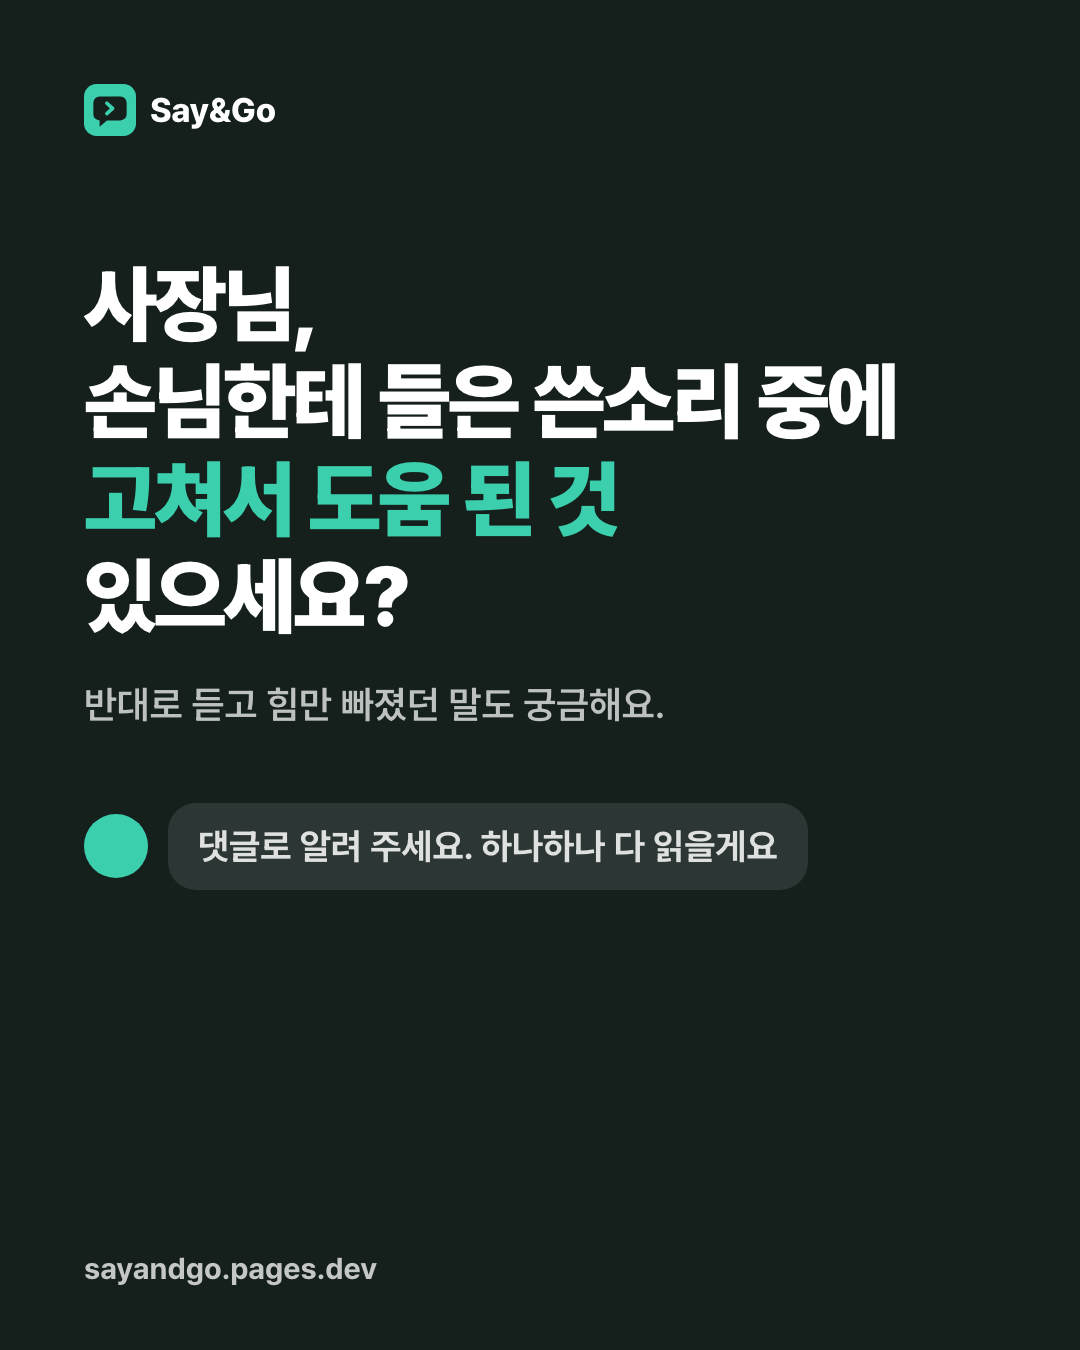 Say&Go
사장님,
손님한테 들은 쓴소리 중에
고쳐서 도움 된 것
있으세요?
반대로 듣고 힘만 빠졌던 말도 궁금해요.
댓글로 알려 주세요. 하나하나 다 읽을게요
sayandgo.pages.dev